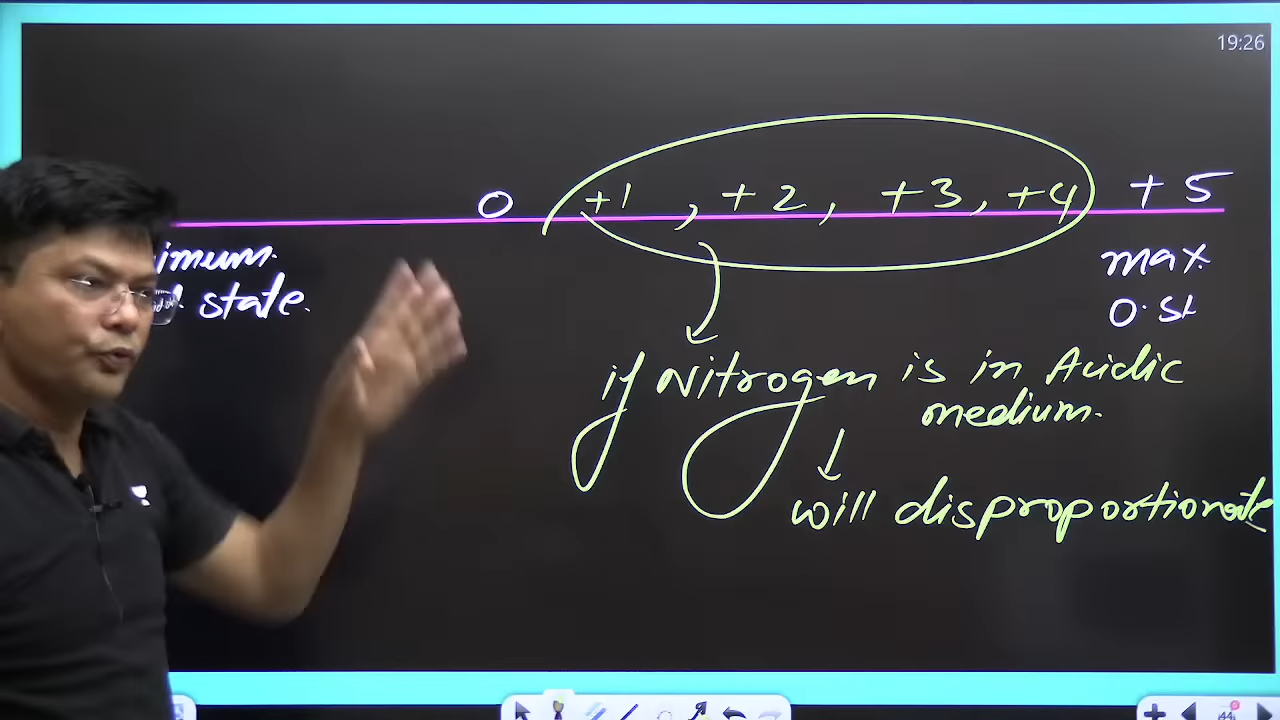 19:26
0 +1 , +2 , +3 , +4 +5
state.
max.
O.St
if Nitrogen is in Acidic
medium.
will disproportionate
44